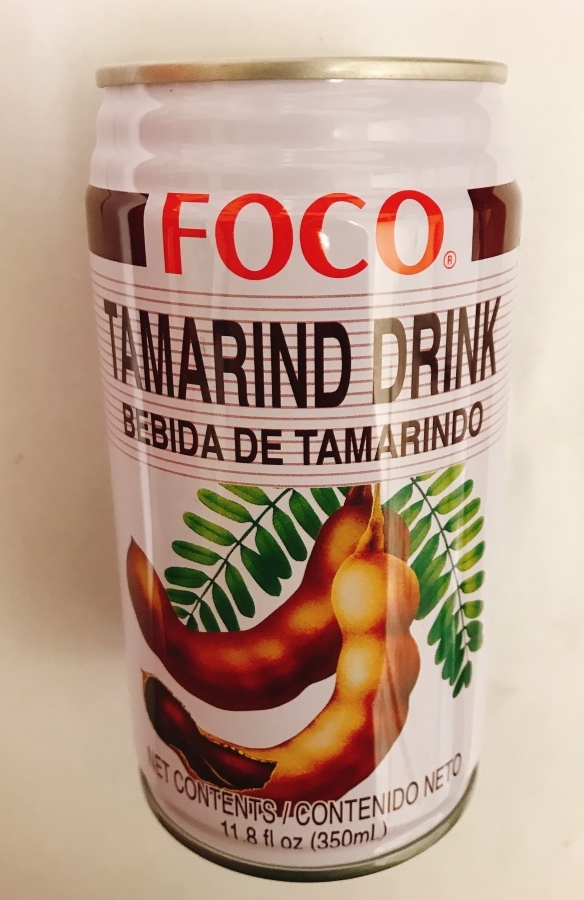 FOCO®
TAMARIND DRINK
BEBIDA DE TAMARINDO
NET CONTENTS / CONTENIDO NETO
11.8 fl oz (350mL)